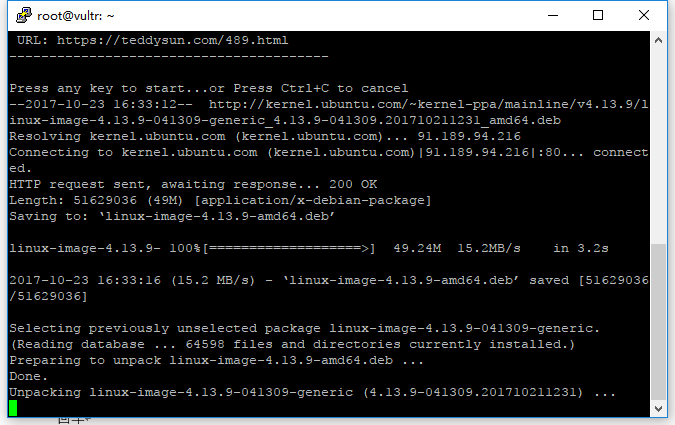 root@vultr: ~
URL: https://teddysun.com/489.html
----------------------------------------
Press any key to start...or Press Ctrl+C to cancel
--2017-10-23 16:33:12--  http://kernel.ubuntu.com/~kernel-ppa/mainline/v4.13.9/l
inux-image-4.13.9-041309-generic_4.13.9-041309.201710211231_amd64.deb
Resolving kernel.ubuntu.com (kernel.ubuntu.com)... 91.189.94.216
Connecting to kernel.ubuntu.com (kernel.ubuntu.com)|91.189.94.216|:80... connect
ed.
HTTP request sent, awaiting response... 200 OK
Length: 51629036 (49M) [application/x-debian-package]
Saving to: ‘linux-image-4.13.9-amd64.deb’
linux-image-4.13.9- 100%[===================>]  49.24M  15.2MB/s    in 3.2s
2017-10-23 16:33:16 (15.2 MB/s) - ‘linux-image-4.13.9-amd64.deb’ saved [51629036
/51629036]
Selecting previously unselected package linux-image-4.13.9-041309-generic.
(Reading database ... 64598 files and directories currently installed.)
Preparing to unpack linux-image-4.13.9-amd64.deb ...
Done.
Unpacking linux-image-4.13.9-041309-generic (4.13.9-041309.201710211231) ...